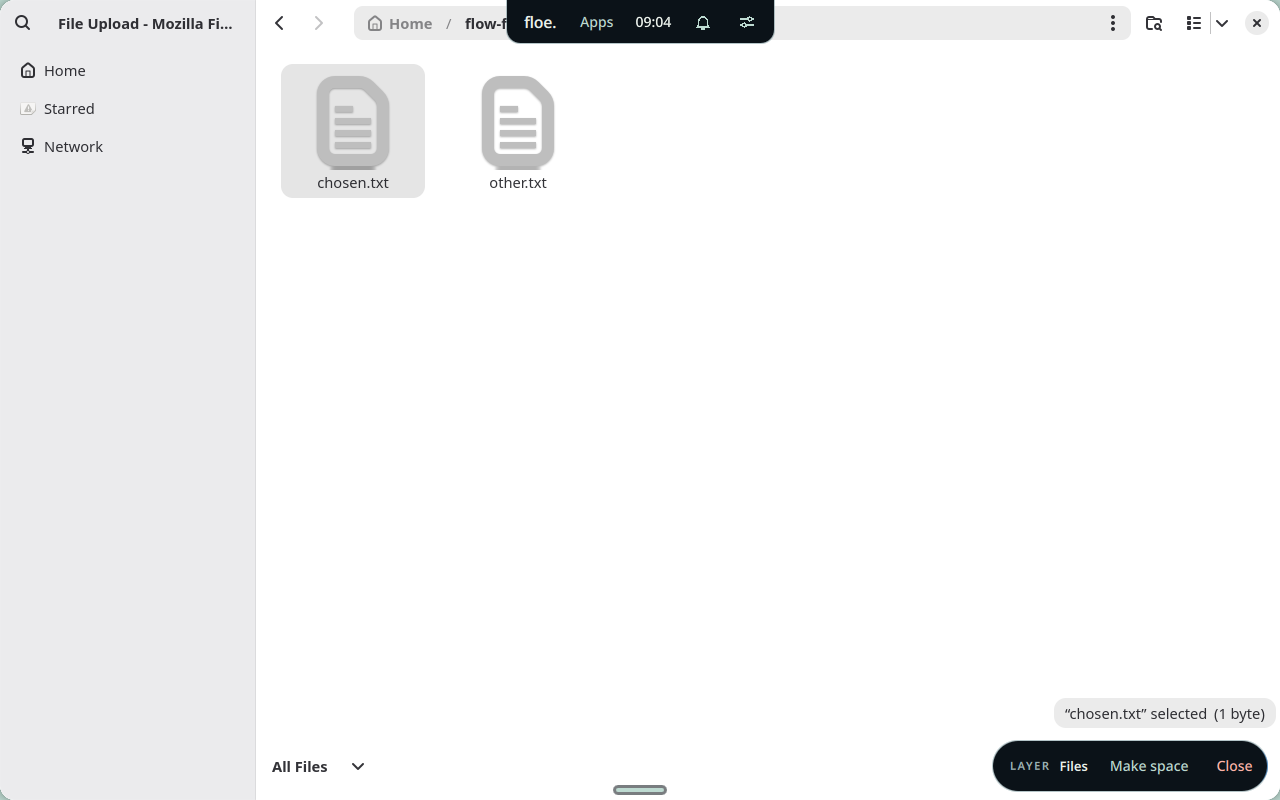 File Upload - Mozilla Fi...
Home / flow-f
floe. Apps 09:04
Home
Starred
Network
chosen.txt
other.txt
“chosen.txt” selected (1 byte)
All Files
LAYER Files Make space Close